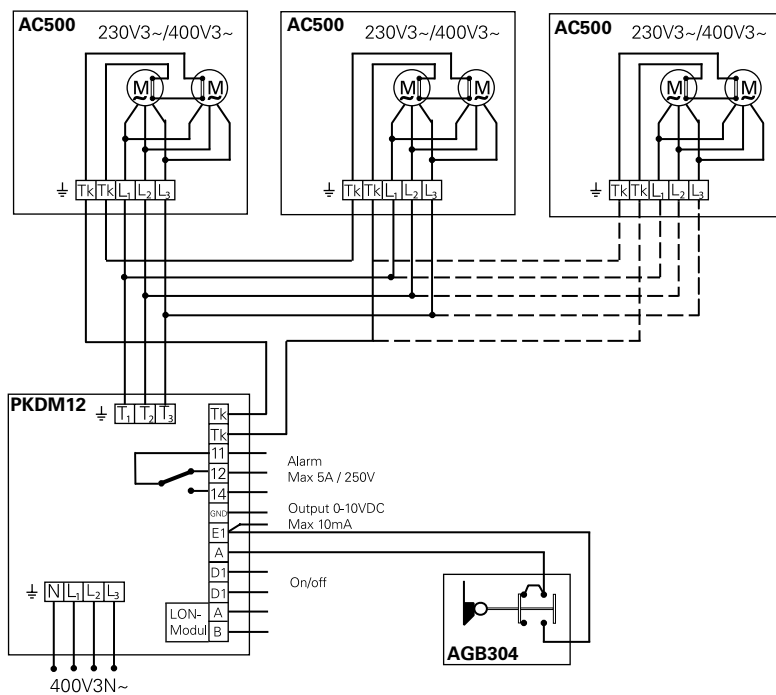 AC500 230V3~/400V3~
AC500 230V3~/400V3~
AC500 230V3~/400V3~
M M
M M
M M
Tk Tk L1 L2 L3
Tk Tk L1 L2 L3
Tk Tk L1 L2 L3
PKDM12
T1 T2 T3
Tk
Tk
11
12
14
GND
E1
A
D1
D1
A
B
Alarm
Max 5A / 250V
Output 0-10VDC
Max 10mA
On/off
LON-
Modul
N L1 L2 L3
400V3N~
AGB304